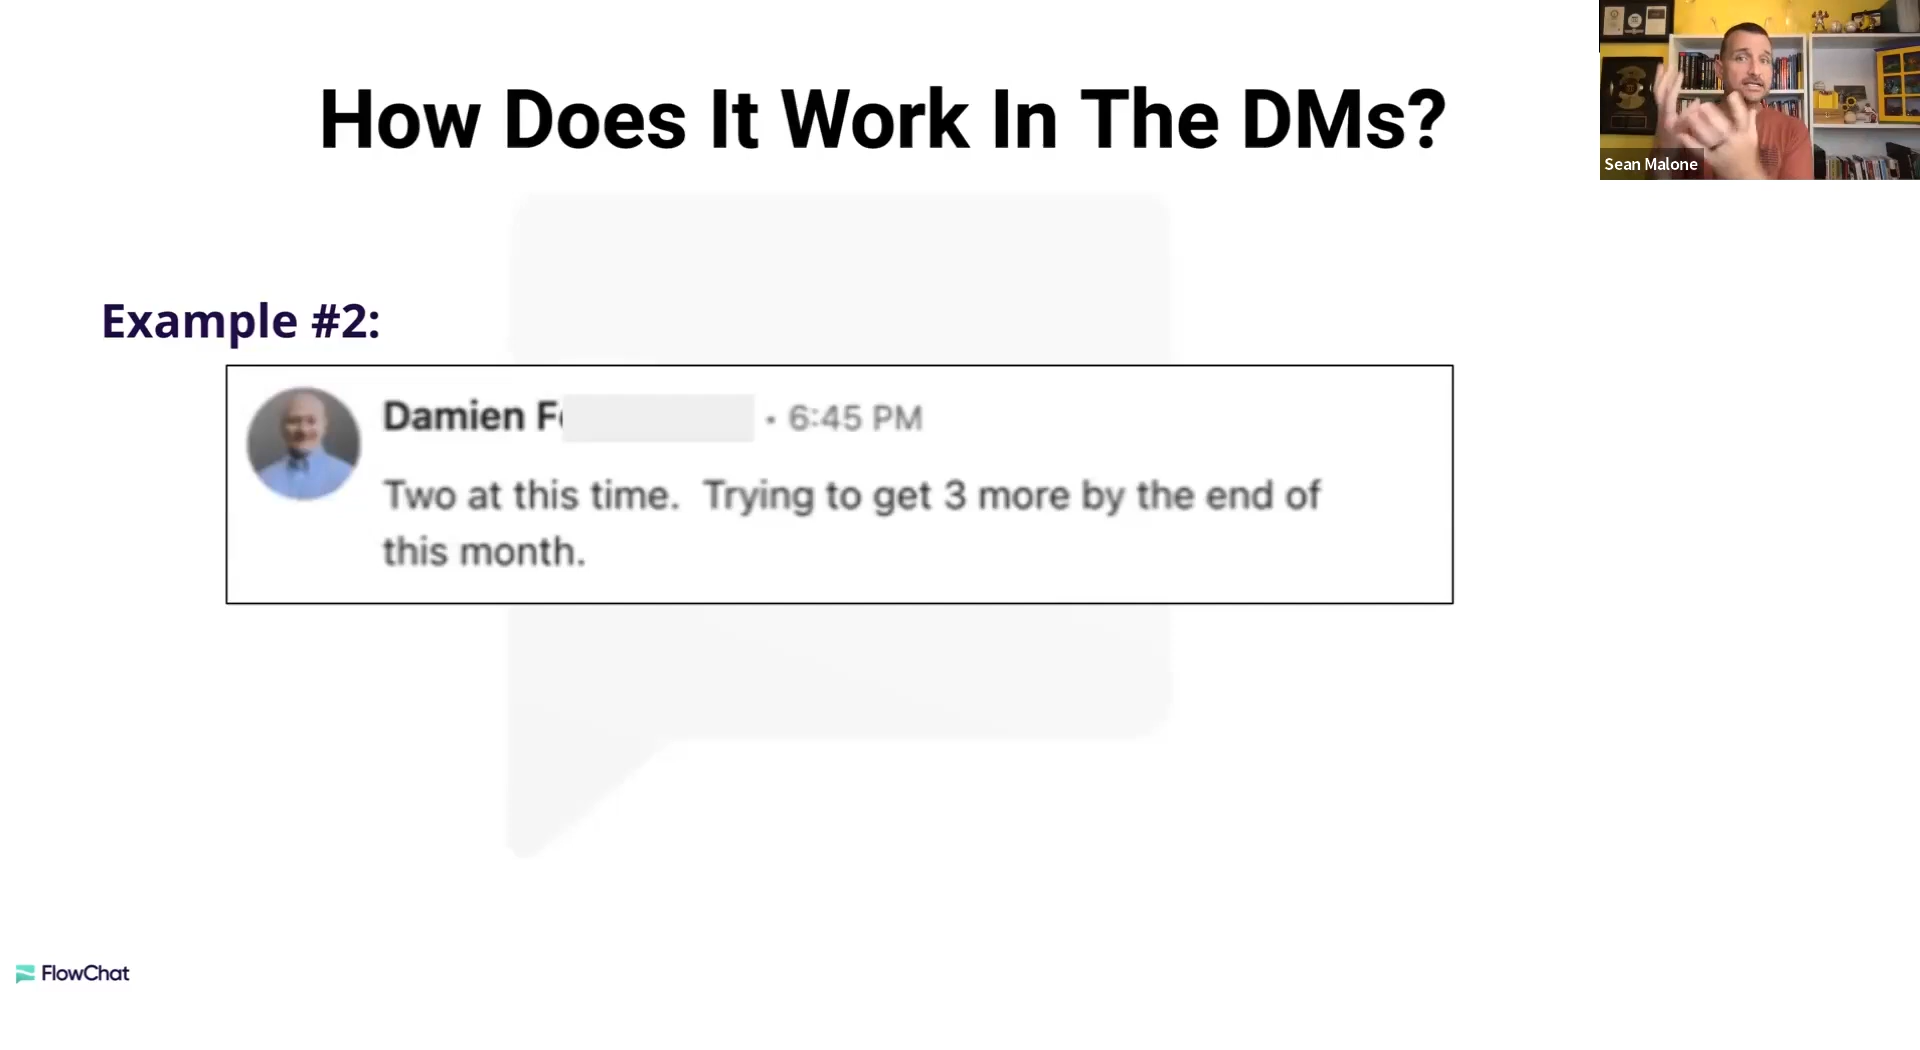 How Does It Work In The DMs?
Sean Malone
Example #2:
Damien F
• 6:45 PM
Two at this time. Trying to get 3 more by the end of
this month.
FlowChat